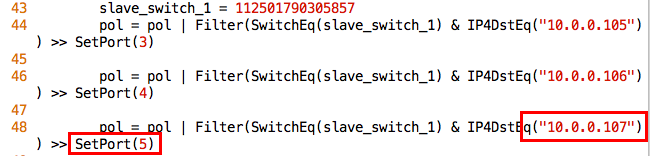 43 slave_switch_1 = 112501790305857
44 pol = pol | Filter(SwitchEq(slave_switch_1) & IP4DstEq("10.0.0.105")
) >> SetPort(3)
45
46 pol = pol | Filter(SwitchEq(slave_switch_1) & IP4DstEq("10.0.0.106")
) >> SetPort(4)
47
48 pol = pol | Filter(SwitchEq(slave_switch_1) & IP4DstEq("10.0.0.107")
) >> SetPort(5)